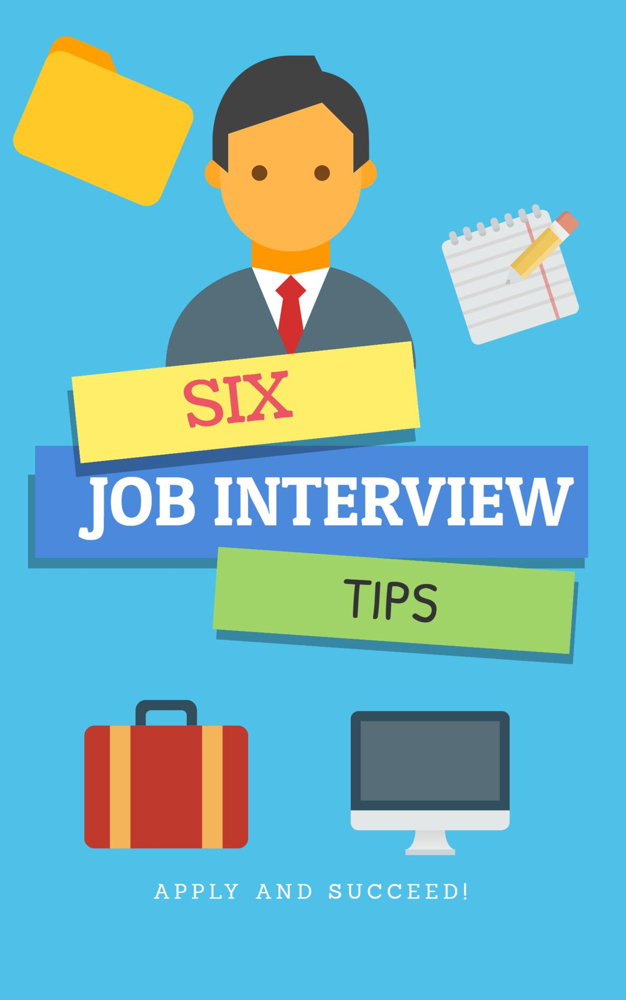 SIX
JOB INTERVIEW
TIPS
APPLY AND SUCCEED!